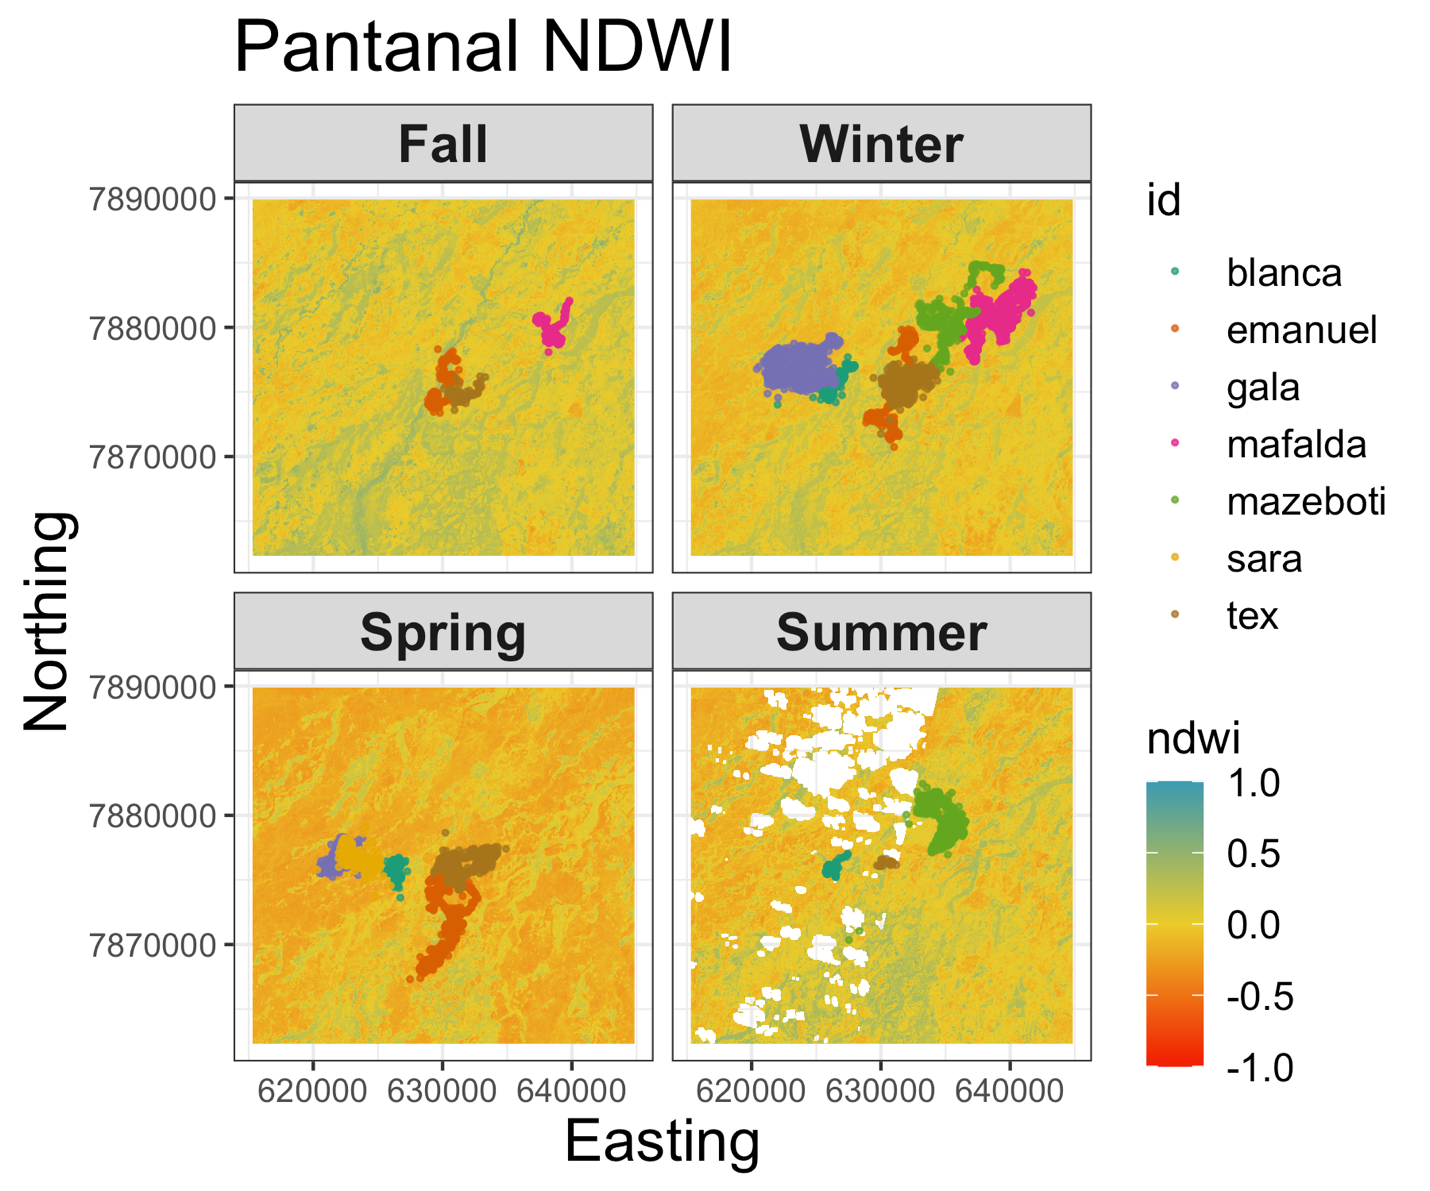 Pantanal NDWI
Fall
Winter
7890000
7880000
7870000
Spring
Summer
7890000
7880000
7870000
620000 630000 640000
620000 630000 640000
Easting
Northing
id
blanca
emanuel
gala
mafalda
mazeboti
sara
tex
ndwi
1.0
0.5
0.0
-0.5
-1.0